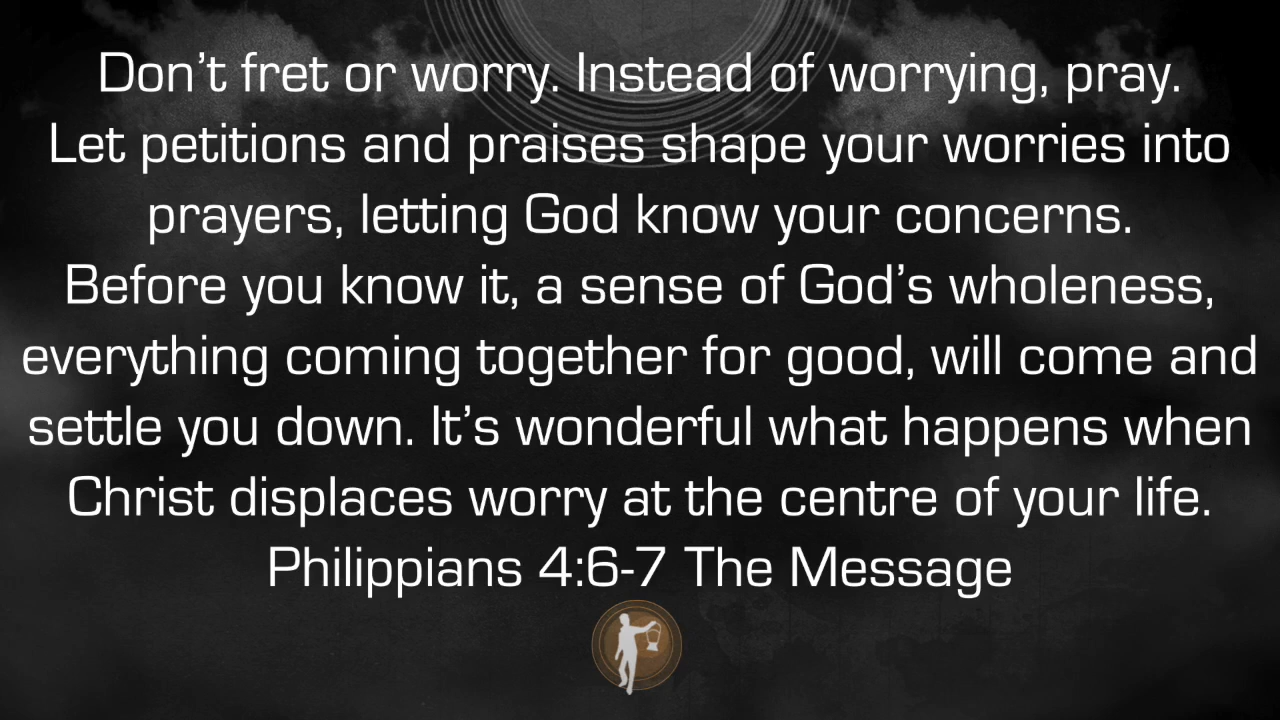 Don’t fret or worry. Instead of worrying, pray.
Let petitions and praises shape your worries into
prayers, letting God know your concerns.
Before you know it, a sense of God’s wholeness,
everything coming together for good, will come and
settle you down. It’s wonderful what happens when
Christ displaces worry at the centre of your life.
Philippians 4:6-7 The Message